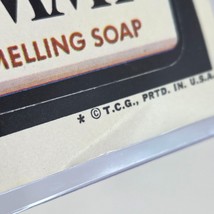 MELLING SOAP
* © T.C.G., PRTD. IN U.S.A.